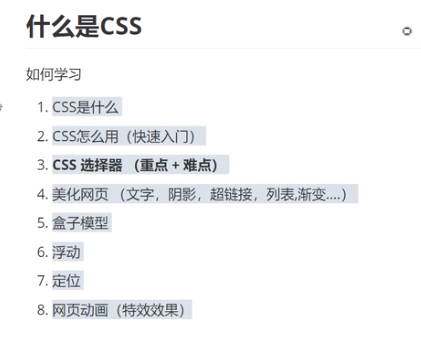 什么是CSS
如何学习
1. CSS是什么
2. CSS怎么用（快速入门）
3. CSS 选择器 （重点 + 难点）
4. 美化网页 （文字，阴影，超链接，列表,渐变....）
5. 盒子模型
6. 浮动
7. 定位
8. 网页动画（特效效果）